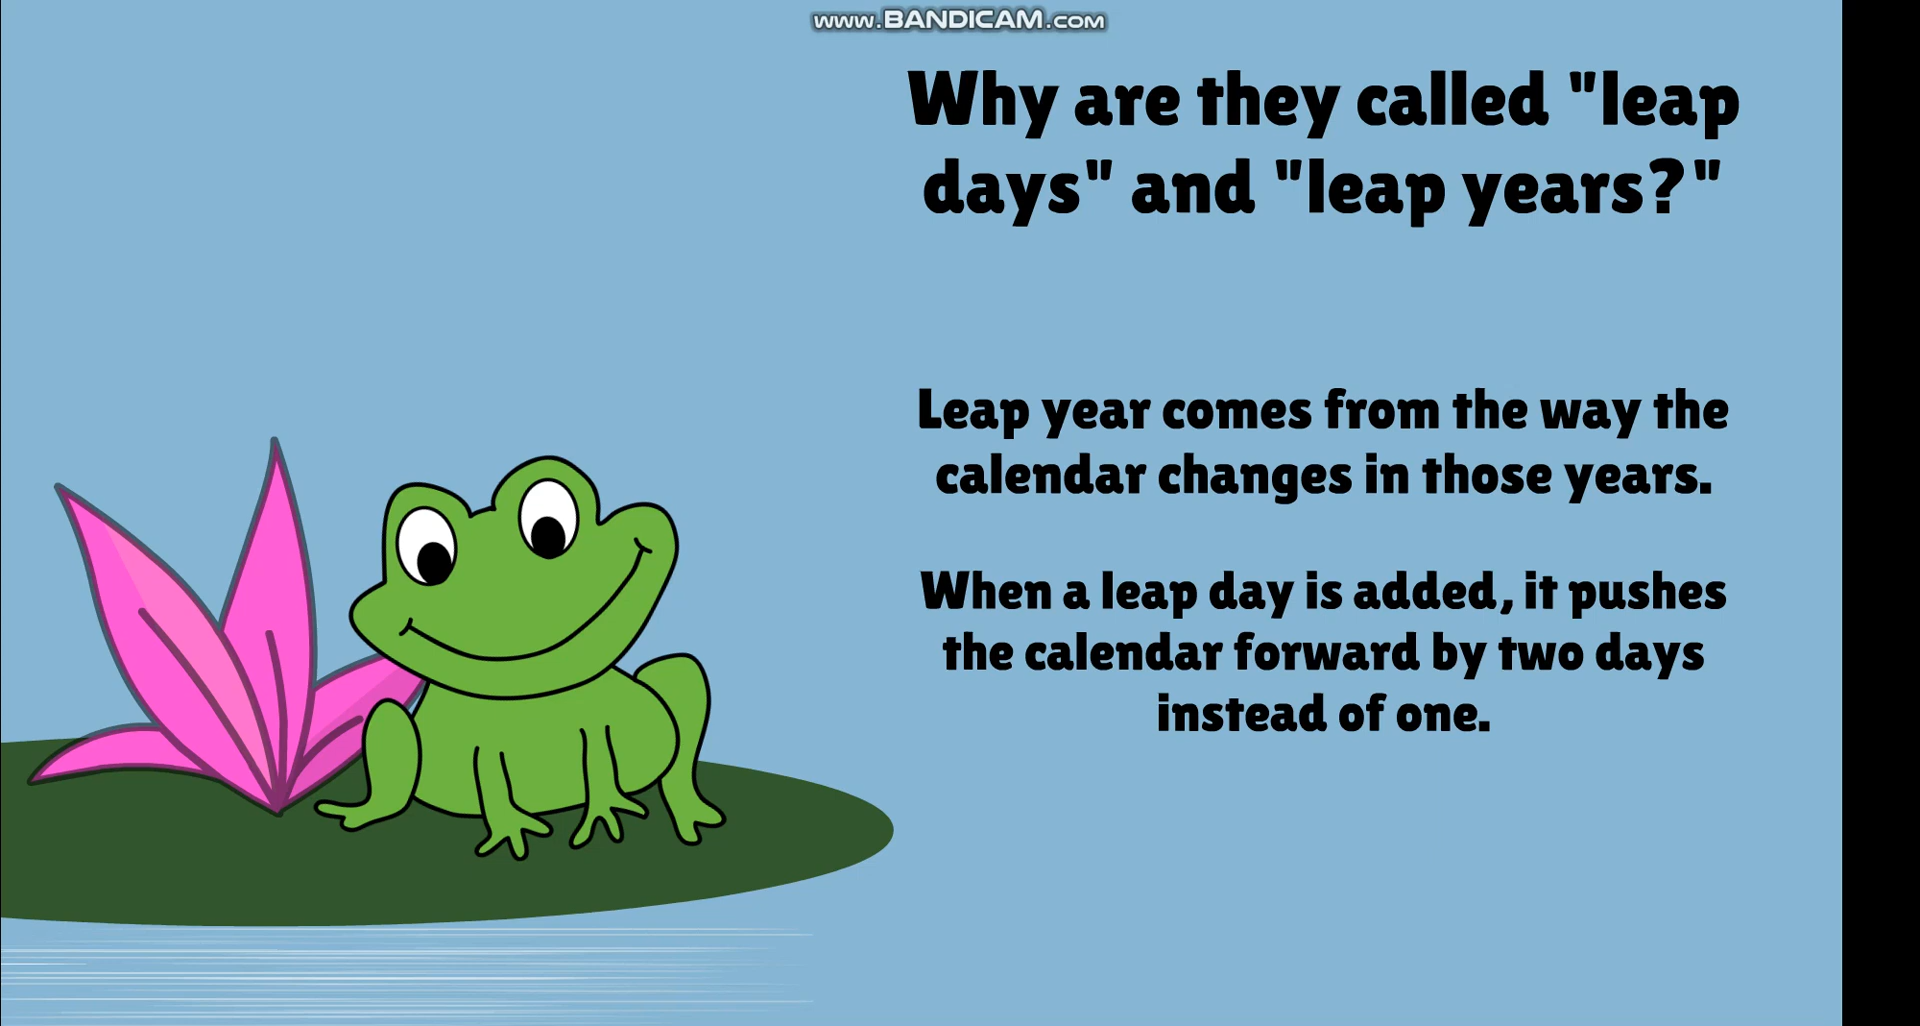 www.BANDICAM.com
Why are they called "leap
days" and "leap years?"
Leap year comes from the way the
calendar changes in those years.
When a leap day is added, it pushes
the calendar forward by two days
instead of one.